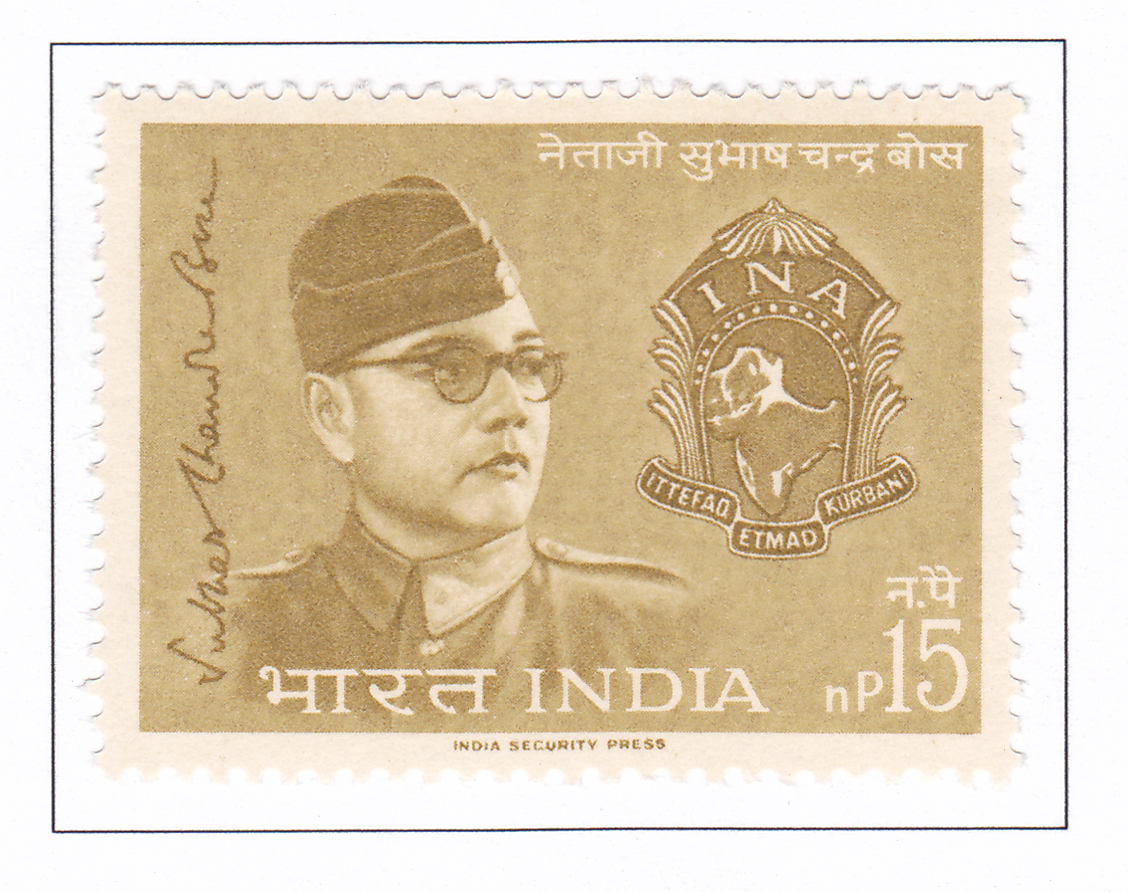 नेताजी सुभाष चन्द्र बोस
Subhas Chandra Bose
INA
ITTEFAQ ETMAD KURBANI
न.पै
nP15
भारत INDIA
INDIA SECURITY PRESS